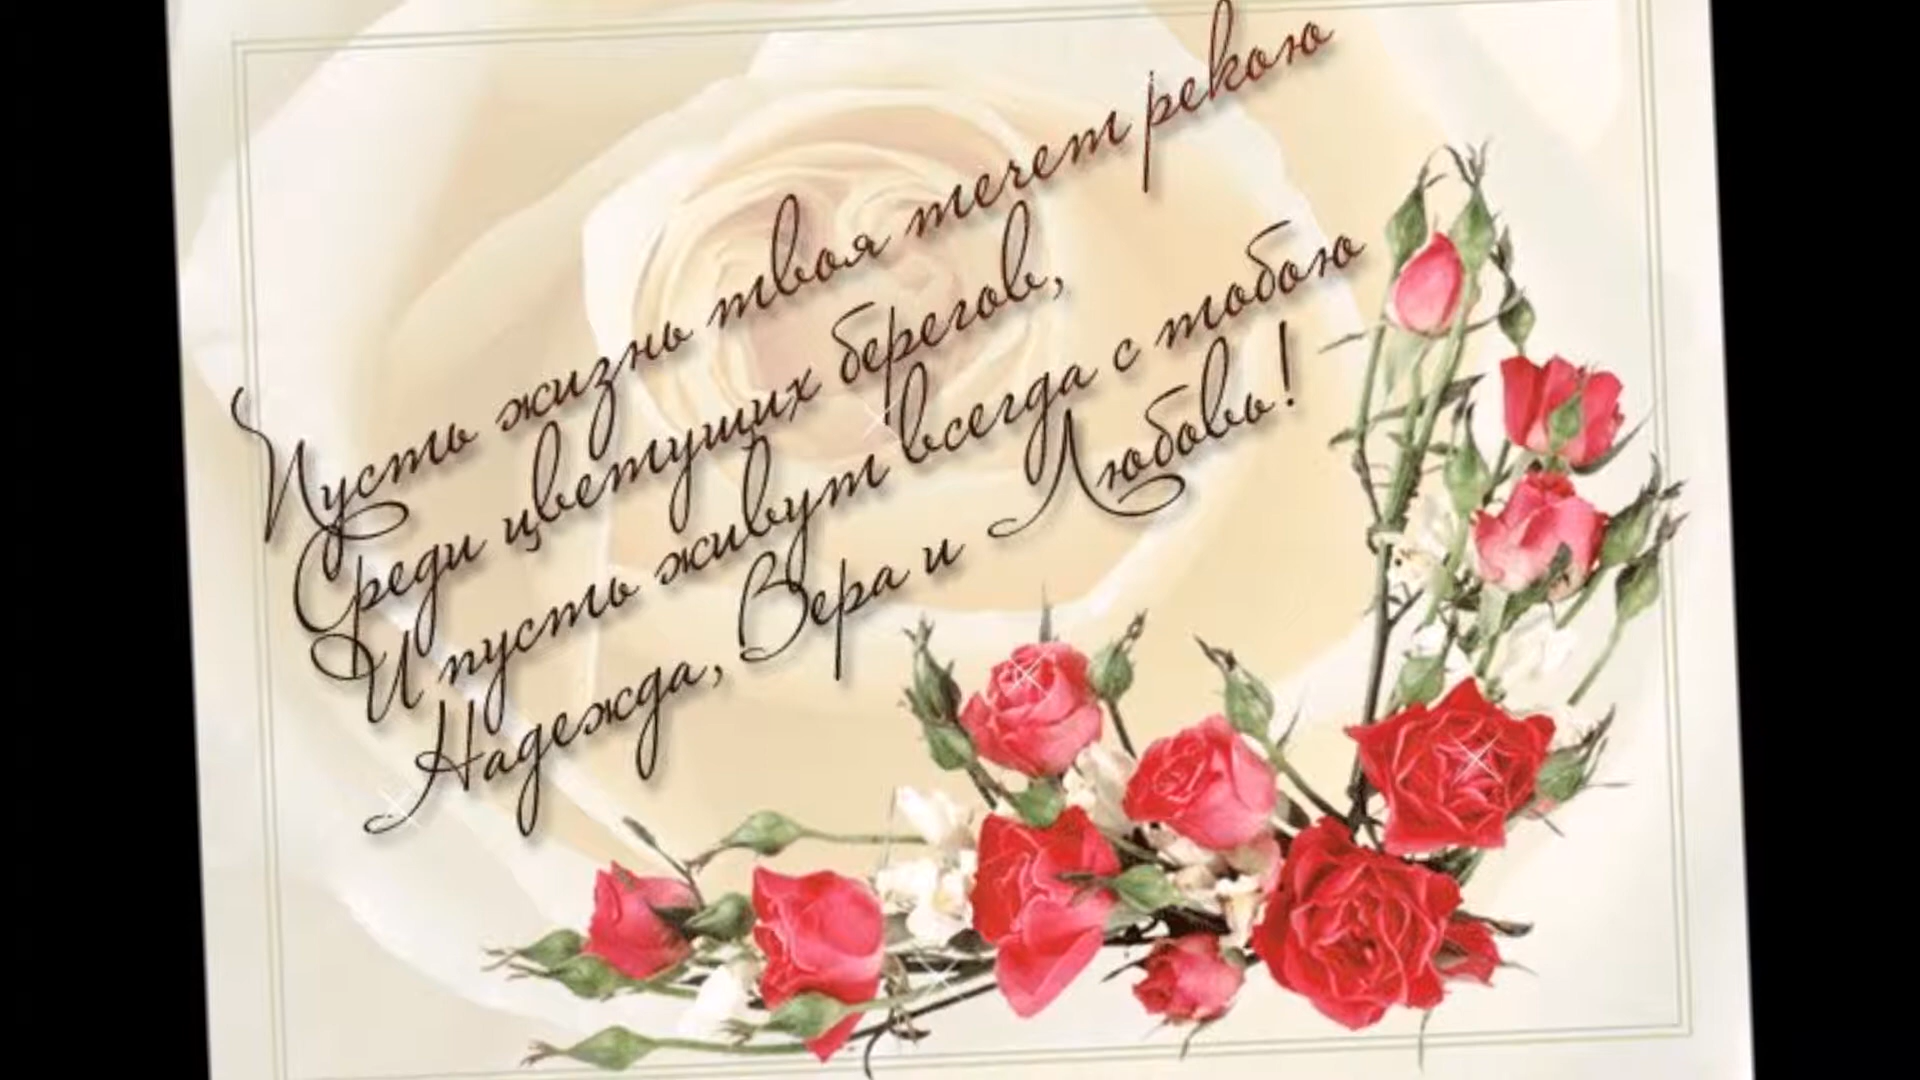 Пусть жизнь твоя течет рекою
Среди цветущих берегов,
И пусть живут всегда с тобою
Надежда, Вера и Любовь!